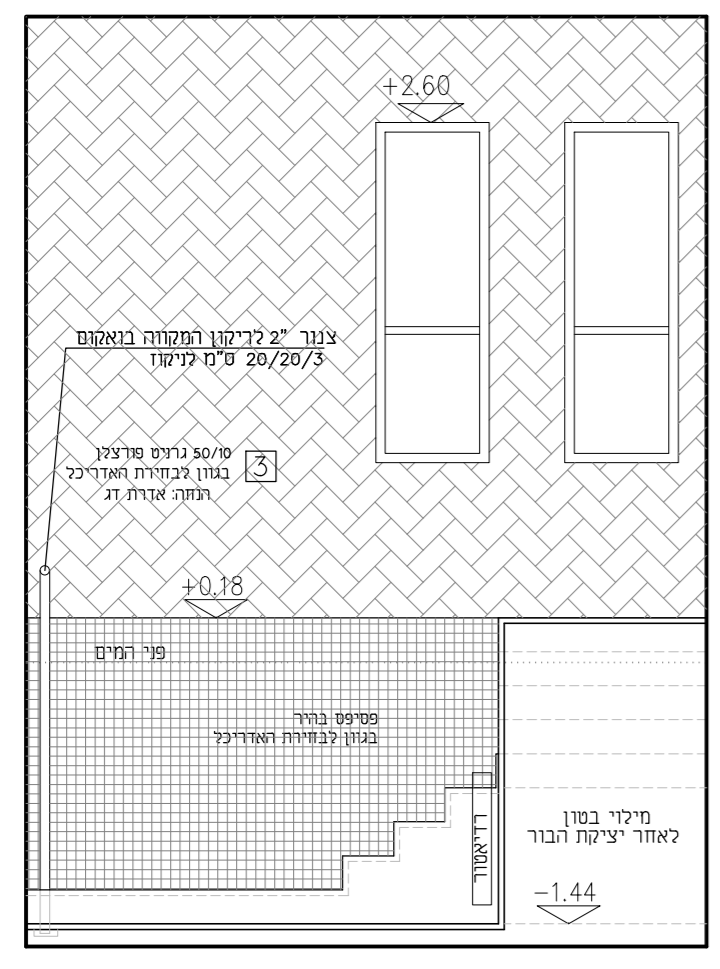 +2.60
צנור 2" לריקון המקווה בואקום
20/20/3 ס"מ לניקוז
50/10 גרניט פורצלן
בגוון לבחירת האדריכל
הנחה: אדרת דג
3
+0.18
פני המים
פסיפס בהיר
בגוון לבחירת האדריכל
רדיאטור
מילוי בטון
לאחר יציקת הבור
-1.44